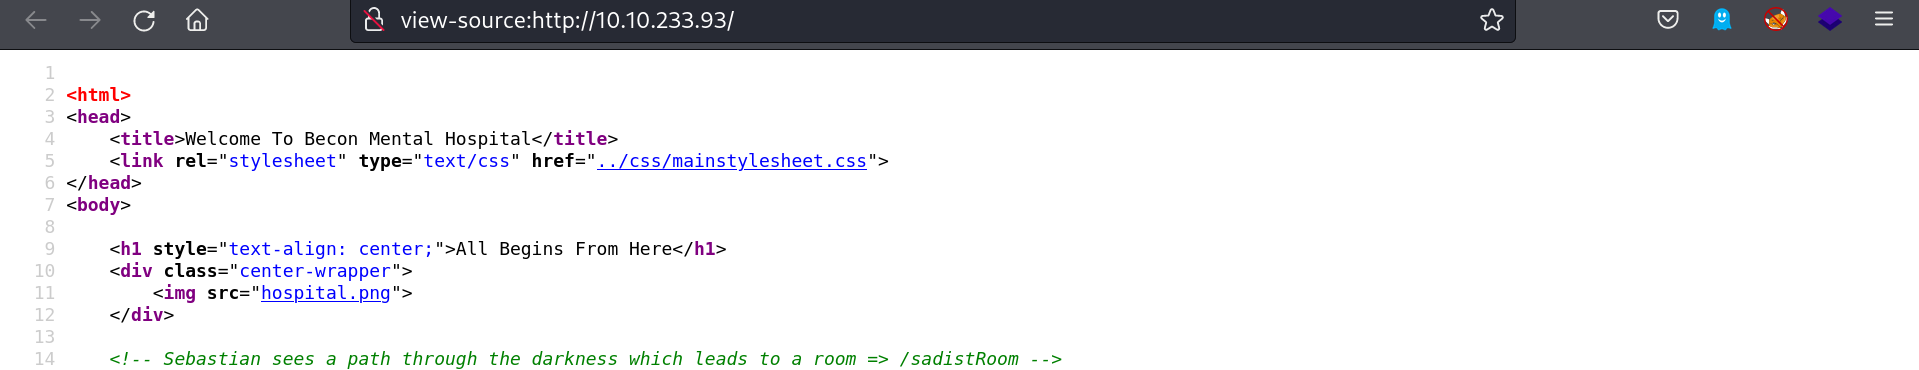 view-source:http://10.10.233.93/
1
2 <html>
3 <head>
4     <title>Welcome To Becon Mental Hospital</title>
5     <link rel="stylesheet" type="text/css" href="../css/mainstylesheet.css">
6 </head>
7 <body>
8
9     <h1 style="text-align: center;">All Begins From Here</h1>
10     <div class="center-wrapper">
11         <img src="hospital.png">
12     </div>
13
14     <!-- Sebastian sees a path through the darkness which leads to a room => /sadistRoom -->